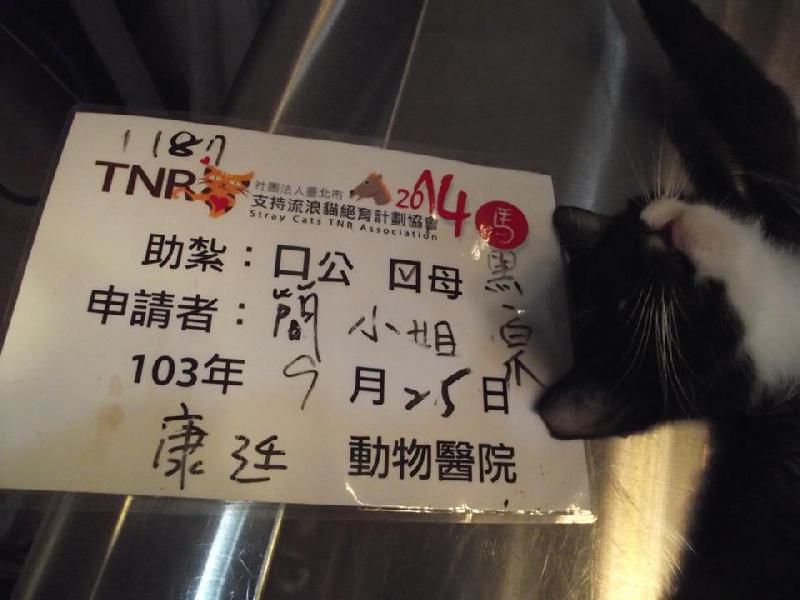 1187
TNR 社團法人臺北市 2014 馬
支持流浪貓絕育計劃協會
Stray Cats TNR Association
助紮：口公 ☑母
申請者：簡 小姐
黑白爪
103年 9月25日
康廷 動物醫院